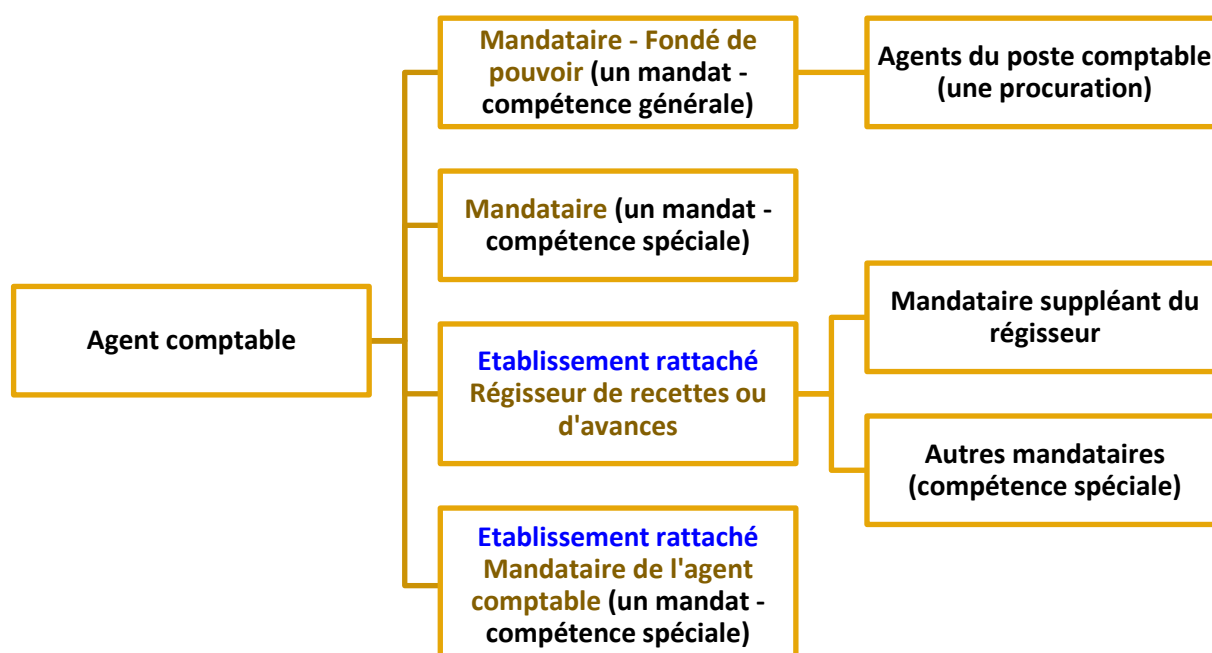 Mandataire - Fondé de
pouvoir (un mandat -
compétence générale)
Agents du poste comptable
(une procuration)
Mandataire (un mandat -
compétence spéciale)
Agent comptable
Etablissement rattaché
Régisseur de recettes ou
d'avances
Mandataire suppléant du
régisseur
Autres mandataires
(compétence spéciale)
Etablissement rattaché
Mandataire de l'agent
comptable (un mandat -
compétence spéciale)